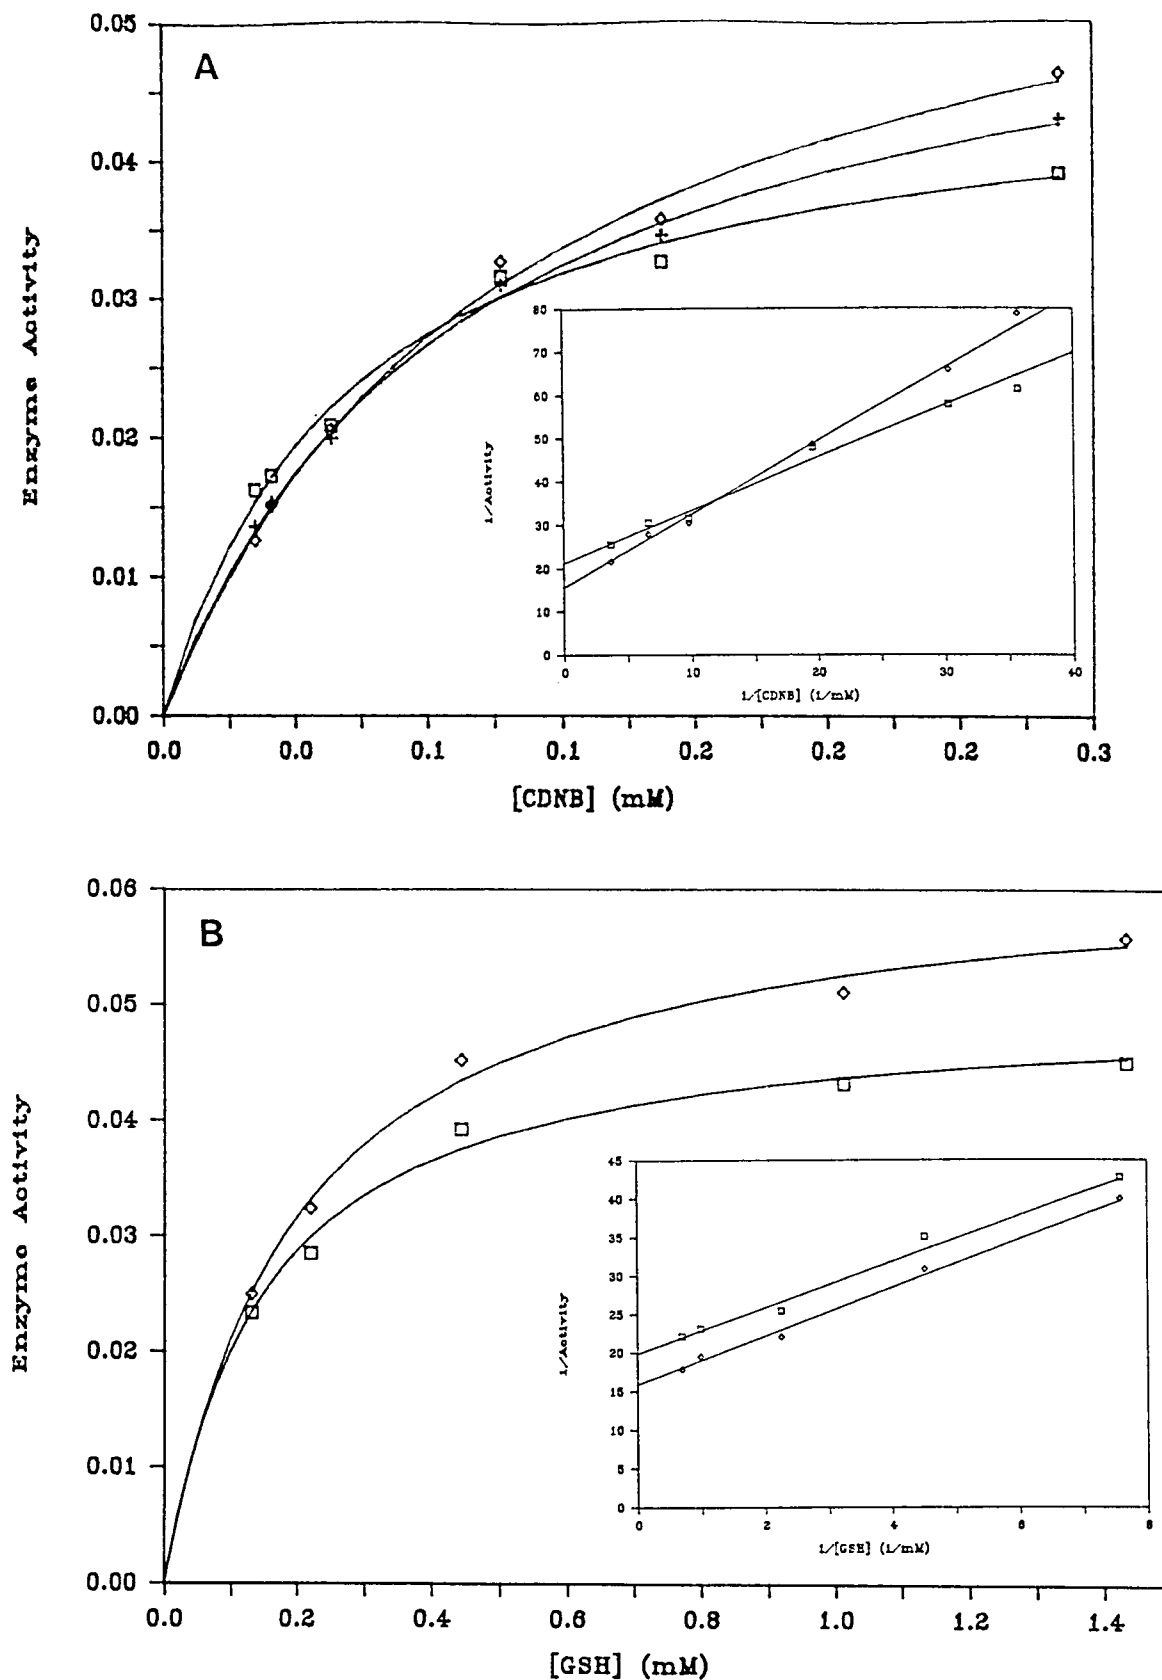 A
0.05
0.04
0.03
0.02
0.01
0.00
Enzyme Activity
0.0 0.0 0.1 0.1 0.2 0.2 0.2 0.3
[CDNB] (mM)
80
70
60
50
40
30
20
10
0
1/Activity
0 10 20 30 40
1/[CDNB] (1/mM)
B
0.06
0.05
0.04
0.03
0.02
0.01
0.00
Enzyme Activity
0.0 0.2 0.4 0.6 0.8 1.0 1.2 1.4
[GSH] (mM)
45
40
35
30
25
20
15
10
5
0
1/Activity
0 2 4 6 8
1/[GSH] (1/mM)